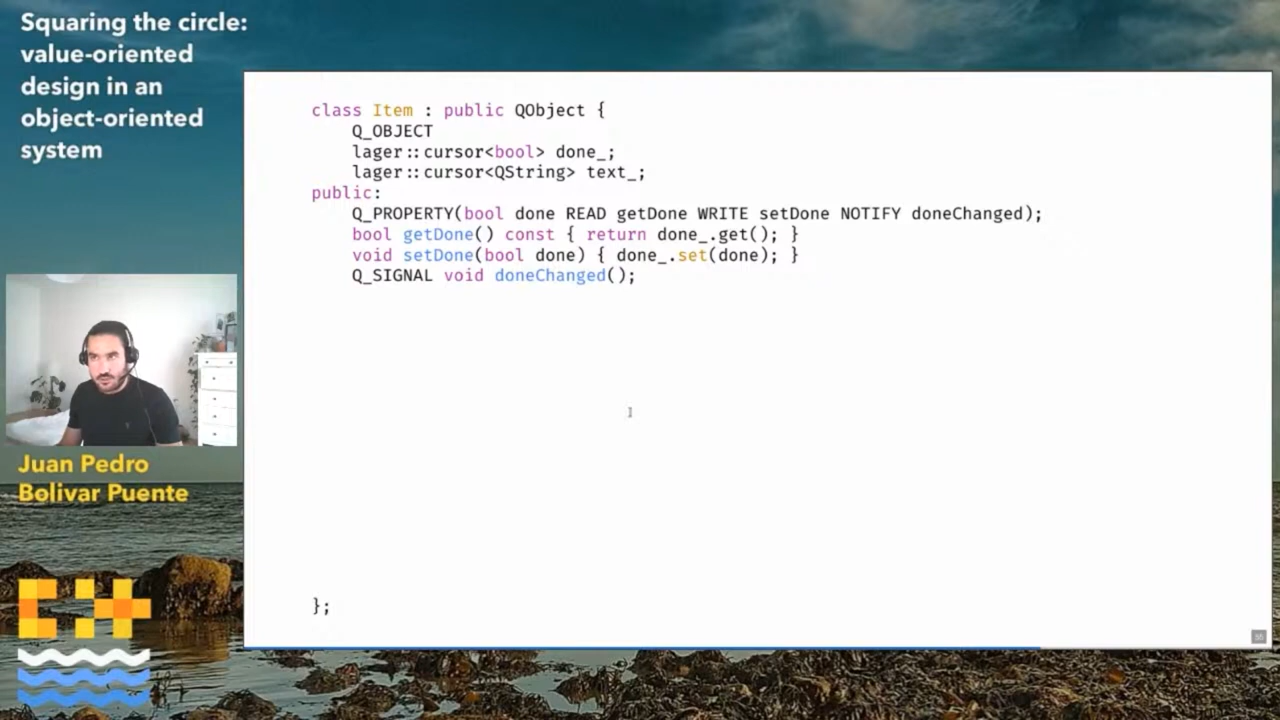 Squaring the circle:
value-oriented
design in an
object-oriented
system
class Item : public QObject {
Q_OBJECT
lager::cursor<bool> done_;
lager::cursor<QString> text_;
public:
Q_PROPERTY(bool done READ getDone WRITE setDone NOTIFY doneChanged);
bool getDone() const { return done_.get(); }
void setDone(bool done) { done_.set(done); }
Q_SIGNAL void doneChanged();
};
Juan Pedro
Bolivar Puente